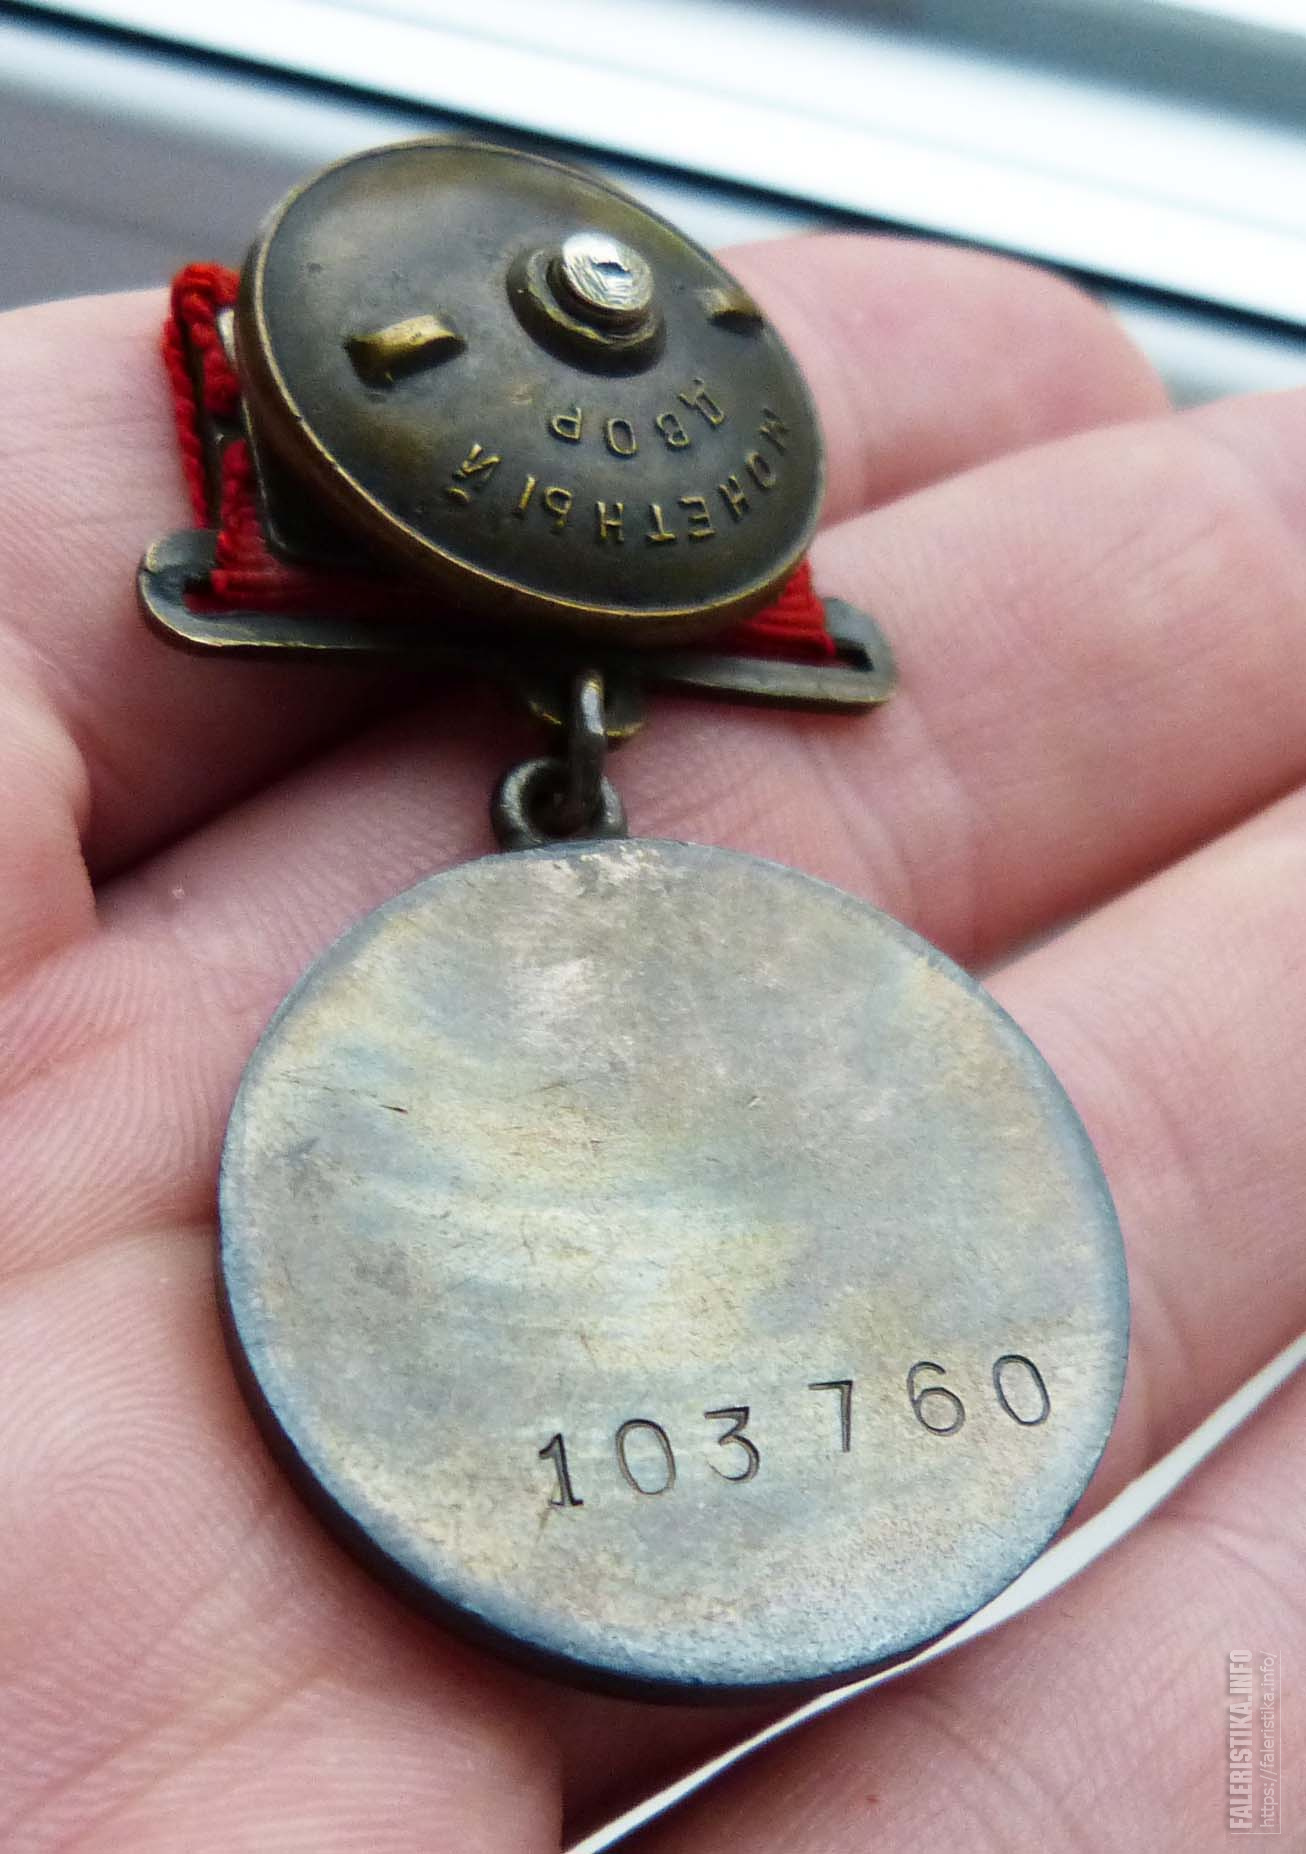 МОНЕТНЫЙ
ДВОР
103760
FALERISTIKA.INFO
https://faleristika.info/